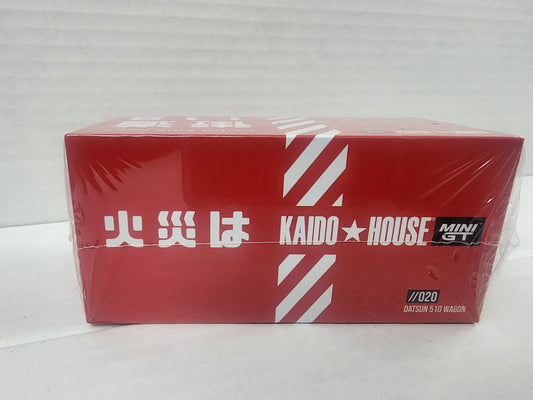 火災は KAIDO★HOUSE MINI GT
//020
DATSUN 510 WAGON